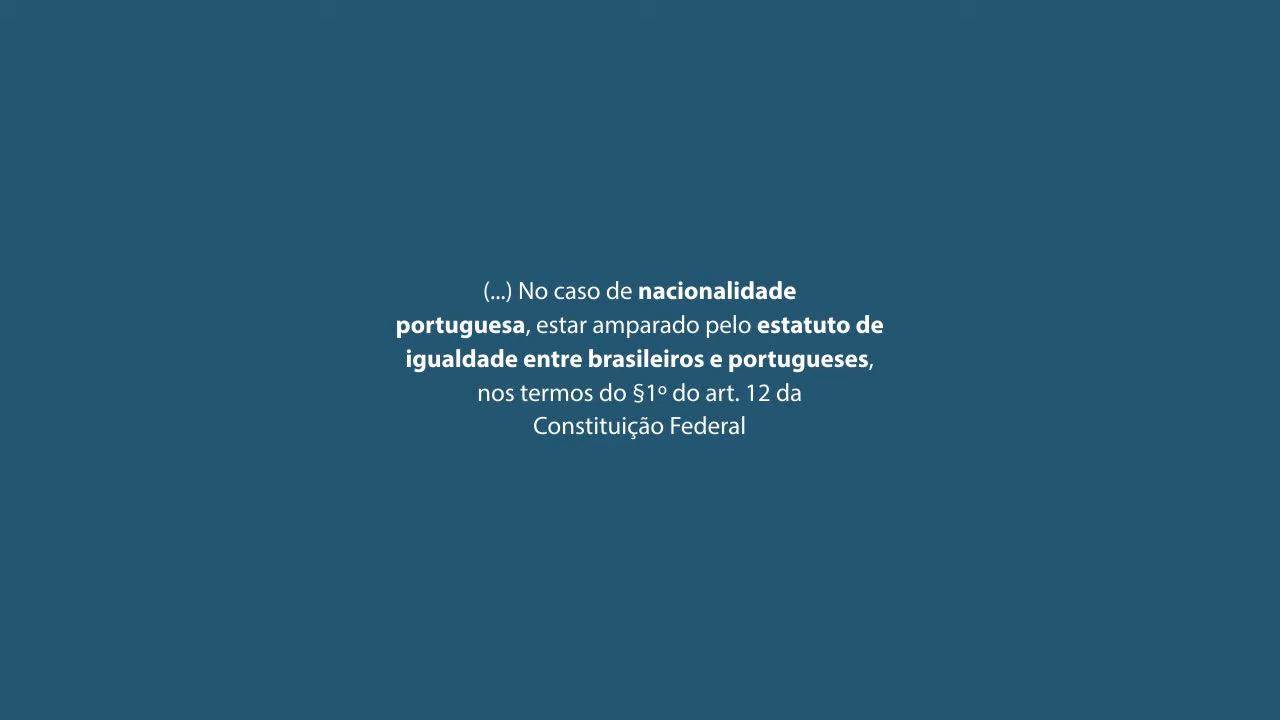 (...) No caso de nacionalidade
portuguesa, estar amparado pelo estatuto de
igualdade entre brasileiros e portugueses,
nos termos do §1º do art. 12 da
Constituição Federal